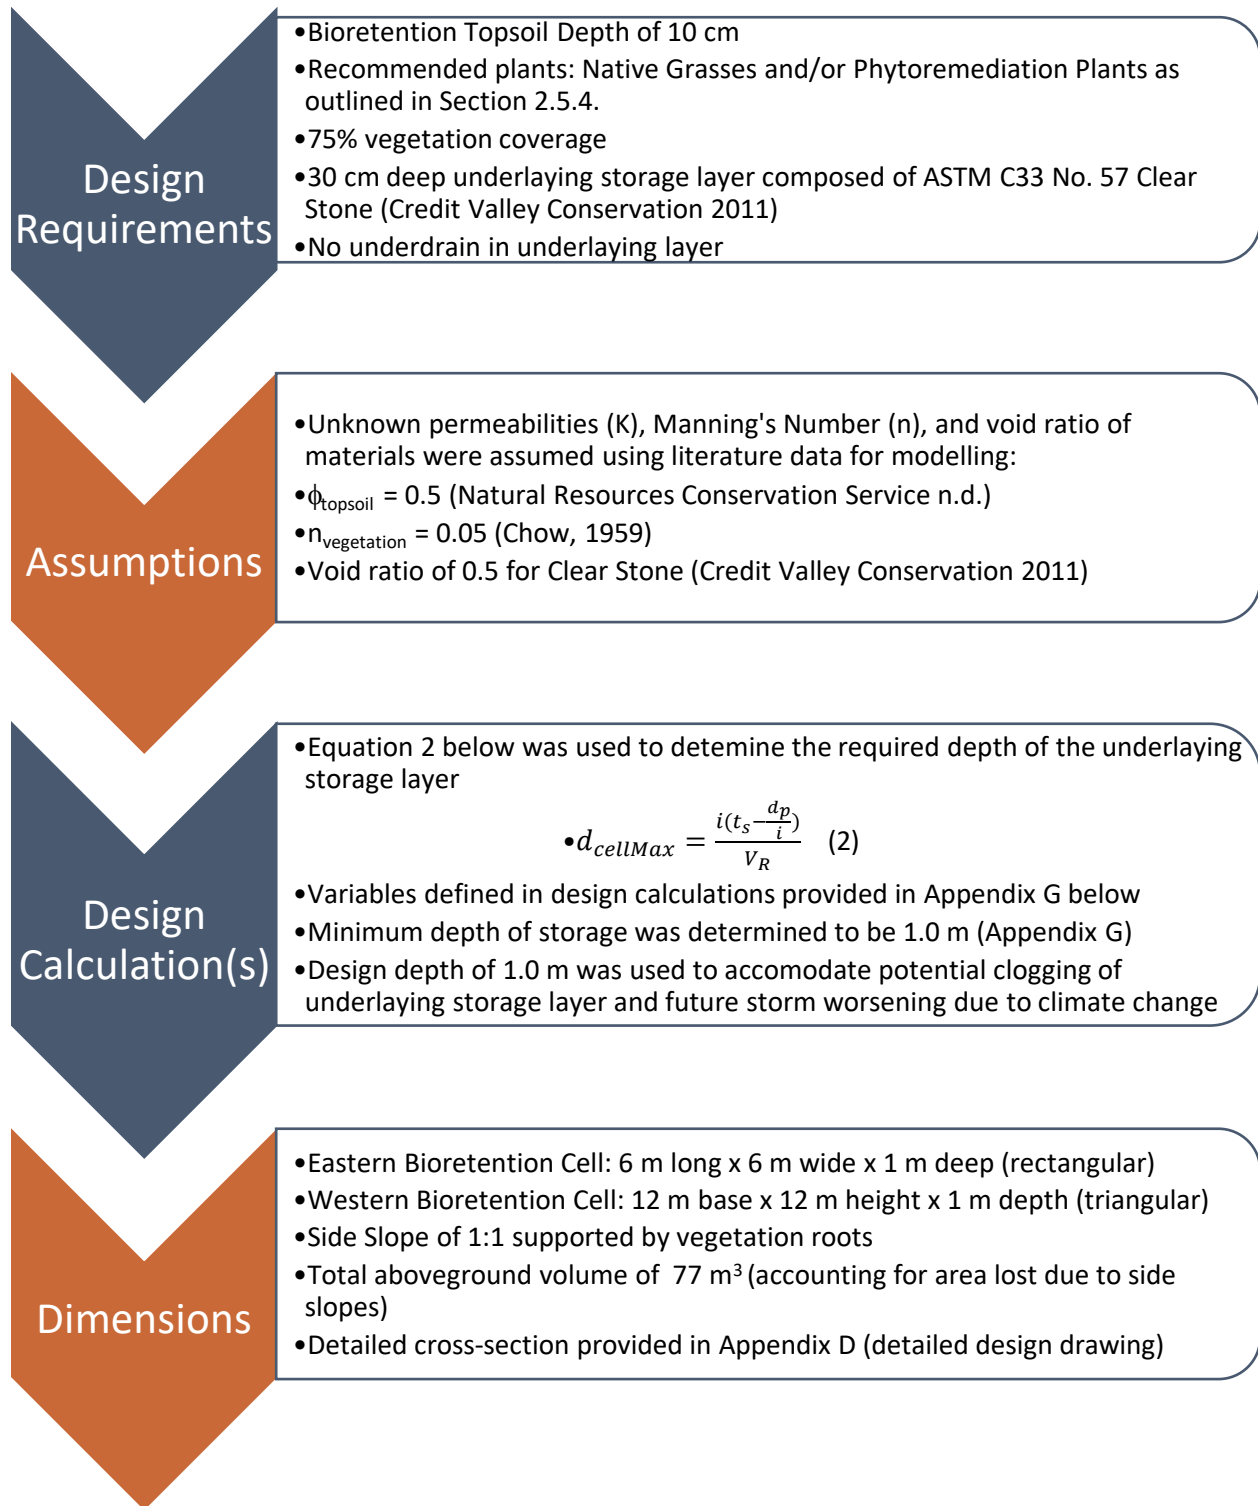 Design
Requirements
•Bioretention Topsoil Depth of 10 cm
•Recommended plants: Native Grasses and/or Phytoremediation Plants as
outlined in Section 2.5.4.
•75% vegetation coverage
•30 cm deep underlaying storage layer composed of ASTM C33 No. 57 Clear
Stone (Credit Valley Conservation 2011)
•No underdrain in underlaying layer
Assumptions
•Unknown permeabilities (K), Manning's Number (n), and void ratio of
materials were assumed using literature data for modelling:
•ϕtopsoil = 0.5 (Natural Resources Conservation Service n.d.)
•nvegetation = 0.05 (Chow, 1959)
•Void ratio of 0.5 for Clear Stone (Credit Valley Conservation 2011)
Design
Calculation(s)
•Equation 2 below was used to detemine the required depth of the underlaying
storage layer
•d_cellMax = i(t_s − d_p/i) / V_R (2)
•Variables defined in design calculations provided in Appendix G below
•Minimum depth of storage was determined to be 1.0 m (Appendix G)
•Design depth of 1.0 m was used to accomodate potential clogging of
underlaying storage layer and future storm worsening due to climate change
Dimensions
•Eastern Bioretention Cell: 6 m long x 6 m wide x 1 m deep (rectangular)
•Western Bioretention Cell: 12 m base x 12 m height x 1 m depth (triangular)
•Side Slope of 1:1 supported by vegetation roots
•Total aboveground volume of 77 m³ (accounting for area lost due to side
slopes)
•Detailed cross-section provided in Appendix D (detailed design drawing)